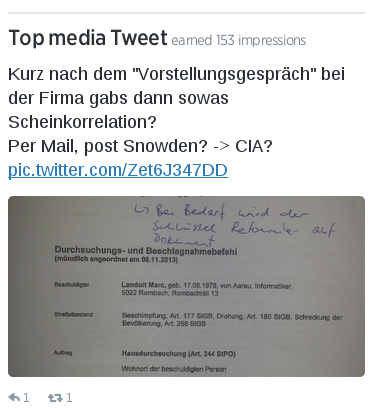 Top media Tweet earned 153 impressions
Kurz nach dem "Vorstellungsgespräch" bei
der Firma gabs dann sowas
Scheinkorrelation?
Per Mail, post Snowden? -> CIA?
pic.twitter.com/Zet6J347DD
↳ Bei Bedarf wird der
Schlüssel auf
Dokument
Durchsuchungs- und Beschlagnahmebefehl
(mündlich angeordnet am 08.11.2013)
Beschuldigter Landolt Marc, geb. 17.06.1976, von Aarau, Informatiker,
5022 Rombach, Rombachtäli 13
Straftatbestand Beschimpfung, Art. 177 StGB, Drohung, Art. 180 StGB, Schreckung der
Bevölkerung, Art. 258 StGB
Auftrag Hausdurchsuchung (Art. 244 StPO)
Wohnort der beschuldigten Person
1 1